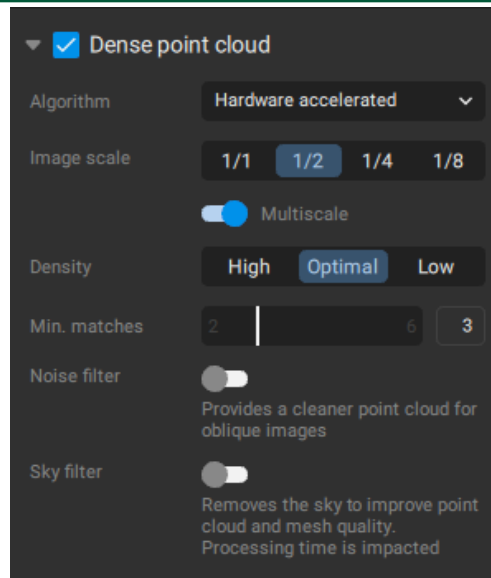 Dense point cloud
Algorithm Hardware accelerated
Image scale 1/1 1/2 1/4 1/8
Multiscale
Density High Optimal Low
Min. matches 2 6 3
Noise filter
Provides a cleaner point cloud for
oblique images
Sky filter
Removes the sky to improve point
cloud and mesh quality.
Processing time is impacted